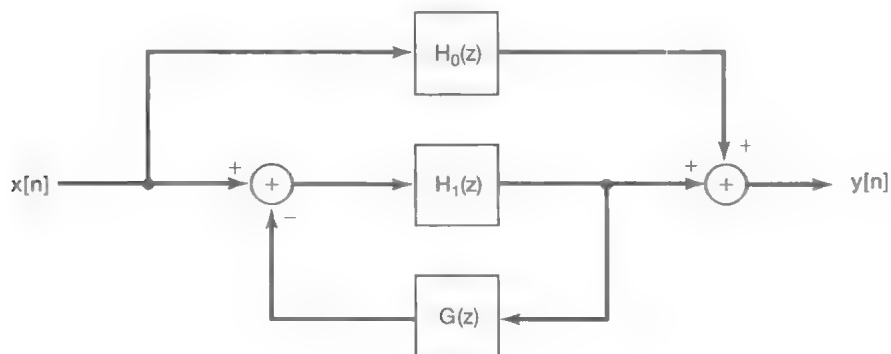 H₀(z)
+
x[n]
+
+
−
H₁(z)
+
+
y[n]
G(z)